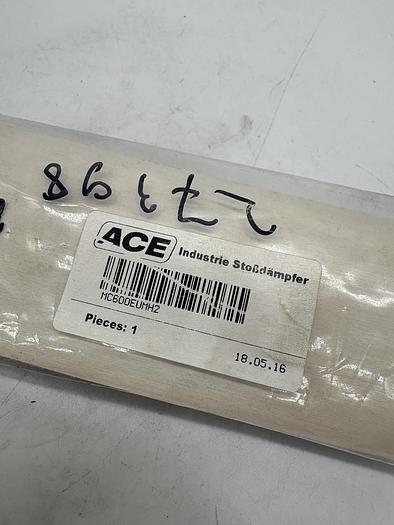 ACE Industrie Stoßdämpfer
MC600EUMH2
Pieces: 1
18.05.16